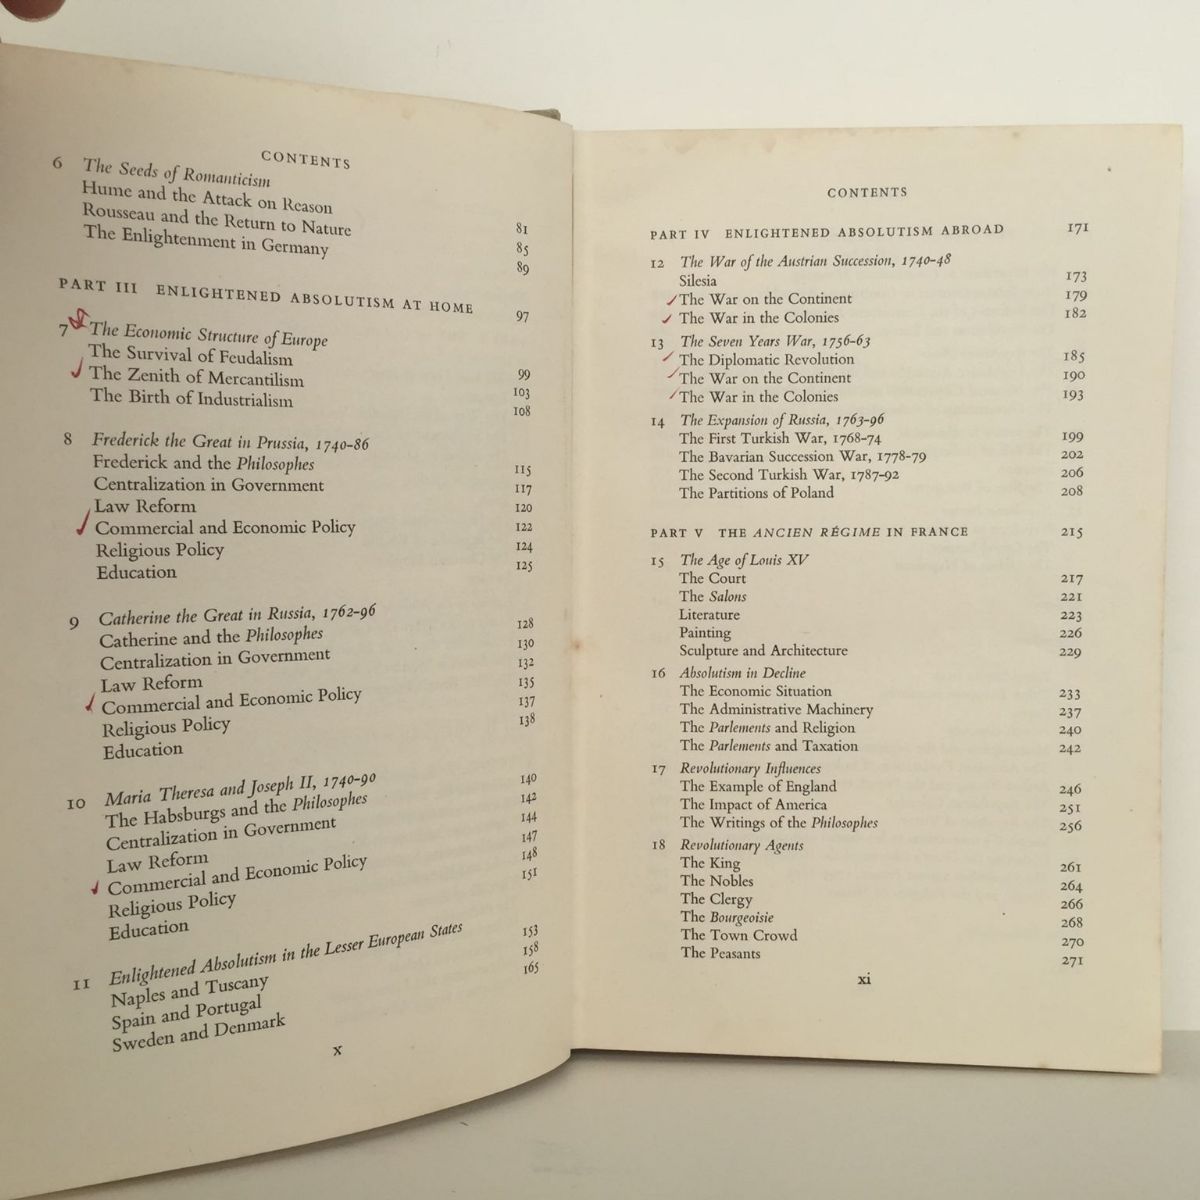 CONTENTS
6 The Seeds of Romanticism
Hume and the Attack on Reason 81
Rousseau and the Return to Nature 85
The Enlightenment in Germany 89
PART III ENLIGHTENED ABSOLUTISM AT HOME 97
7 The Economic Structure of Europe
The Survival of Feudalism 99
The Zenith of Mercantilism 103
The Birth of Industrialism 108
8 Frederick the Great in Prussia, 1740-86
Frederick and the Philosophes 115
Centralization in Government 117
Law Reform 120
Commercial and Economic Policy 122
Religious Policy 124
Education 125
9 Catherine the Great in Russia, 1762-96
Catherine and the Philosophes 128
Centralization in Government 130
Law Reform 132
Commercial and Economic Policy 135
Religious Policy 137
Education 138
10 Maria Theresa and Joseph II, 1740-90
The Habsburgs and the Philosophes 140
Centralization in Government 142
Law Reform 144
Commercial and Economic Policy 147
Religious Policy 148
Education 151
11 Enlightened Absolutism in the Lesser European States
Naples and Tuscany 153
Spain and Portugal 158
Sweden and Denmark 165
x
CONTENTS
PART IV ENLIGHTENED ABSOLUTISM ABROAD 171
12 The War of the Austrian Succession, 1740-48
Silesia 173
The War on the Continent 179
The War in the Colonies 182
13 The Seven Years War, 1756-63
The Diplomatic Revolution 185
The War on the Continent 190
The War in the Colonies 193
14 The Expansion of Russia, 1763-96
The First Turkish War, 1768-74 199
The Bavarian Succession War, 1778-79 202
The Second Turkish War, 1787-92 206
The Partitions of Poland 208
PART V THE ANCIEN RÉGIME IN FRANCE 215
15 The Age of Louis XV
The Court 217
The Salons 221
Literature 223
Painting 226
Sculpture and Architecture 229
16 Absolutism in Decline
The Economic Situation 233
The Administrative Machinery 237
The Parlements and Religion 240
The Parlements and Taxation 242
17 Revolutionary Influences
The Example of England 246
The Impact of America 251
The Writings of the Philosophes 256
18 Revolutionary Agents
The King 261
The Nobles 264
The Clergy 266
The Bourgeoisie 268
The Town Crowd 270
The Peasants 271
xi